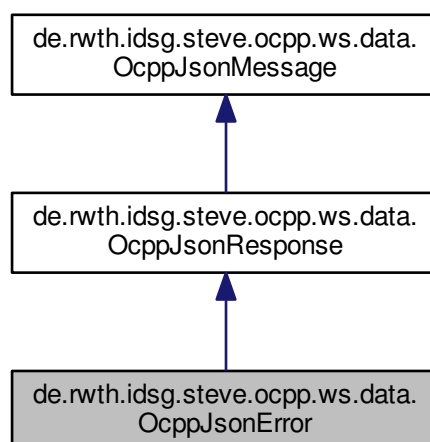 de.rwth.idsg.steve.ocpp.ws.data.
OcppJsonMessage
de.rwth.idsg.steve.ocpp.ws.data.
OcppJsonResponse
de.rwth.idsg.steve.ocpp.ws.data.
OcppJsonError